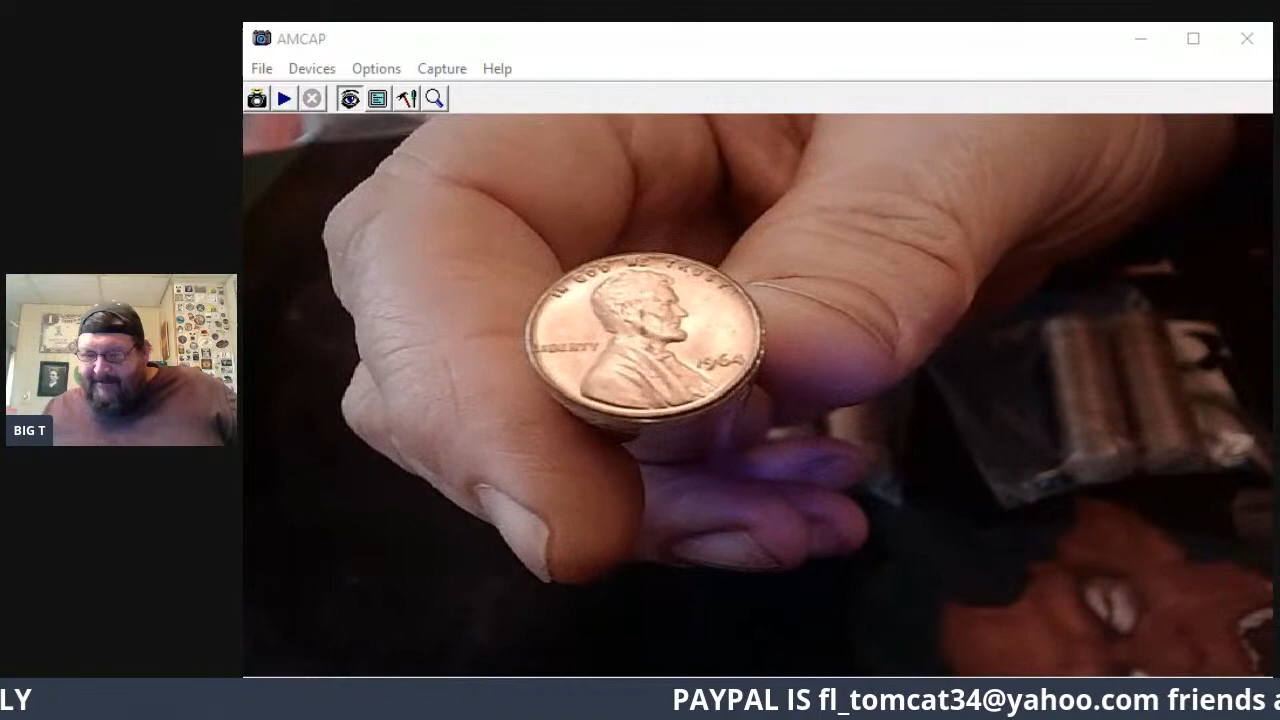 AMCAP
File Devices Options Capture Help
IN GOD WE TRUST
LIBERTY
1964
BIG T
LY PAYPAL IS fl_tomcat34@yahoo.com friends a